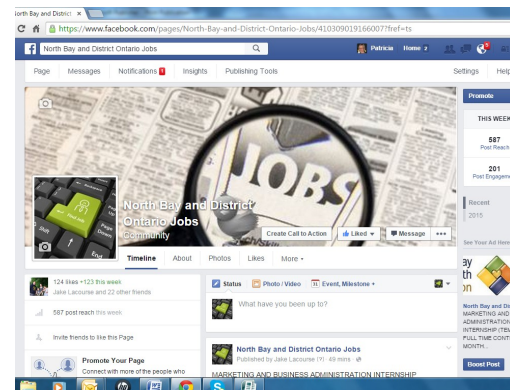 orth Bay and District
https://www.facebook.com/pages/North-Bay-and-District-Ontario-Jobs/410309019166007?fref=ts
North Bay and District Ontario Jobs
Patricia Home 2
Page Messages Notifications Insights Publishing Tools Settings Help
Promote
THIS WEEK
587
Post Reach
201
Post Engageme
Recent
2015
See Your Ad Here
JOBS
North Bay and District
Ontario Jobs
Community
Create Call to Action Liked Message
Timeline About Photos Likes More
124 likes +123 this week
Jake Lacourse and 22 other friends
587 post reach this week
Invite friends to like this Page
Promote Your Page
Connect with more of the people who
Status Photo / Video Event, Milestone +
What have you been up to?
North Bay and District Ontario Jobs
Published by Jake Lacourse 49 mins
MARKETING AND BUSINESS ADMINISTRATION INTERNSHIP
ay
th
on
North Bay and Dis
MARKETING AND
ADMINISTRATION
INTERNSHIP
FULL TIME
MONTH...
Boost Post